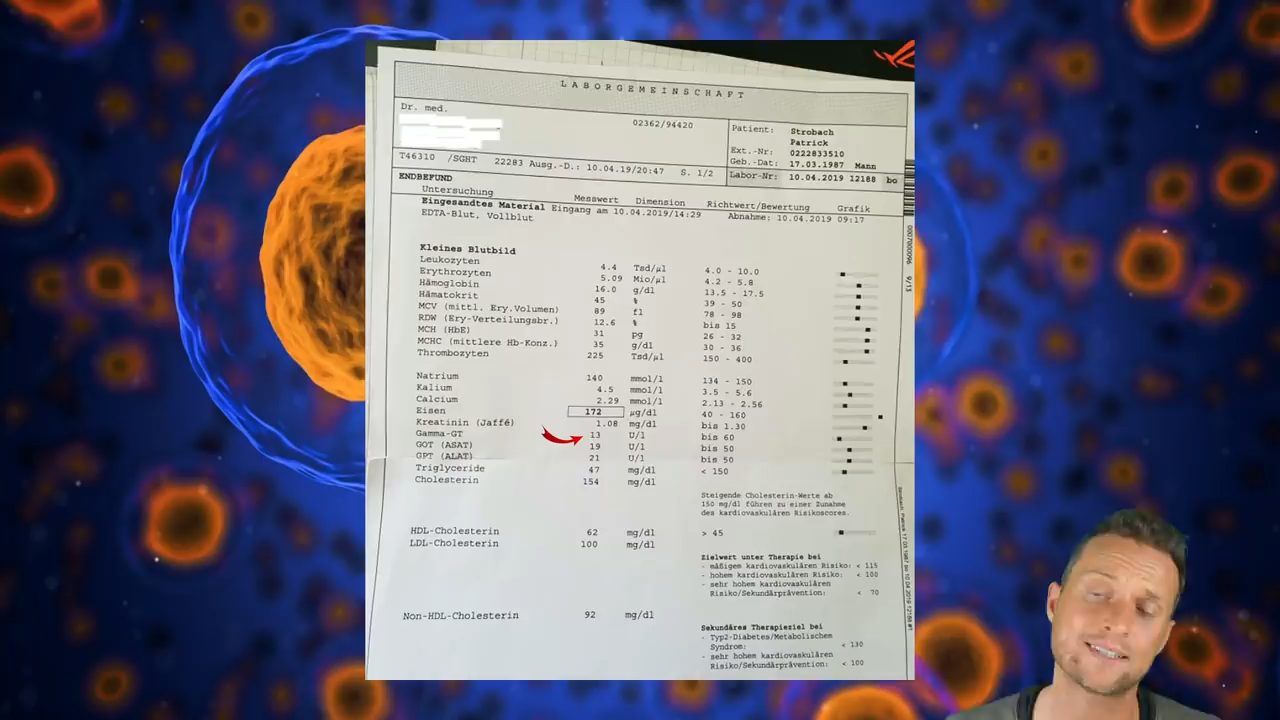 LABORGEMEINSCHAFT
Dr. med.
02362/94420
Patient: Strobach
Patrick
Ext.-Nr: 0222833510
Geb.-Dat: 17.03.1987 Mann
Labor-Nr: 10.04.2019 12188 bo
T46310 /SGHT 22283 Ausg.-D.: 10.04.19/20:47 S. 1/2
ENDBEFUND
Untersuchung Messwert Dimension Richtwert/Bewertung Grafik
Eingesandtes Material Eingang am 10.04.2019/14:29 Abnahme: 10.04.2019 09:17
EDTA-Blut, Vollblut
Kleines Blutbild
Leukozyten 4.4 Tsd/µl 4.0 - 10.0
Erythrozyten 5.09 Mio/µl 4.2 - 5.8
Hämoglobin 16.0 g/dl 13.5 - 17.5
Hämatokrit 45 % 39 - 50
MCV (mittl. Ery.Volumen) 89 fl 78 - 98
RDW (Ery-Verteilungsbr.) 12.6 % bis 15
MCH (HbE) 31 pg 26 - 32
MCHC (mittlere Hb-Konz.) 35 g/dl 30 - 36
Thrombozyten 225 Tsd/µl 150 - 400
Natrium 140 mmol/l 134 - 150
Kalium 4.5 mmol/l 3.5 - 5.6
Calcium 2.29 mmol/l 2.13 - 2.56
Eisen 172 µg/dl 40 - 160
Kreatinin (Jaffé) 1.08 mg/dl bis 1.30
Gamma-GT 13 U/l bis 60
GOT (ASAT) 19 U/l bis 50
GPT (ALAT) 21 U/l bis 50
Triglyceride 47 mg/dl < 150
Cholesterin 154 mg/dl
Steigende Cholesterin-Werte ab
150 mg/dl führen zu einer Zunahme
des kardiovaskulären Risikoscores.
HDL-Cholesterin 62 mg/dl > 45
LDL-Cholesterin 100 mg/dl
Zielwert unter Therapie bei
- mäßigem kardiovaskulären Risiko: < 115
- hohem kardiovaskulären Risiko: < 100
- sehr hohem kardiovaskulären
Risiko/Sekundärprävention: < 70
Non-HDL-Cholesterin 92 mg/dl
Sekundäres Therapieziel bei
- Typ2-Diabetes/Metabolischem
Syndrom: < 130
- sehr hohem kardiovaskulären
Risiko/Sekundärprävention: < 100